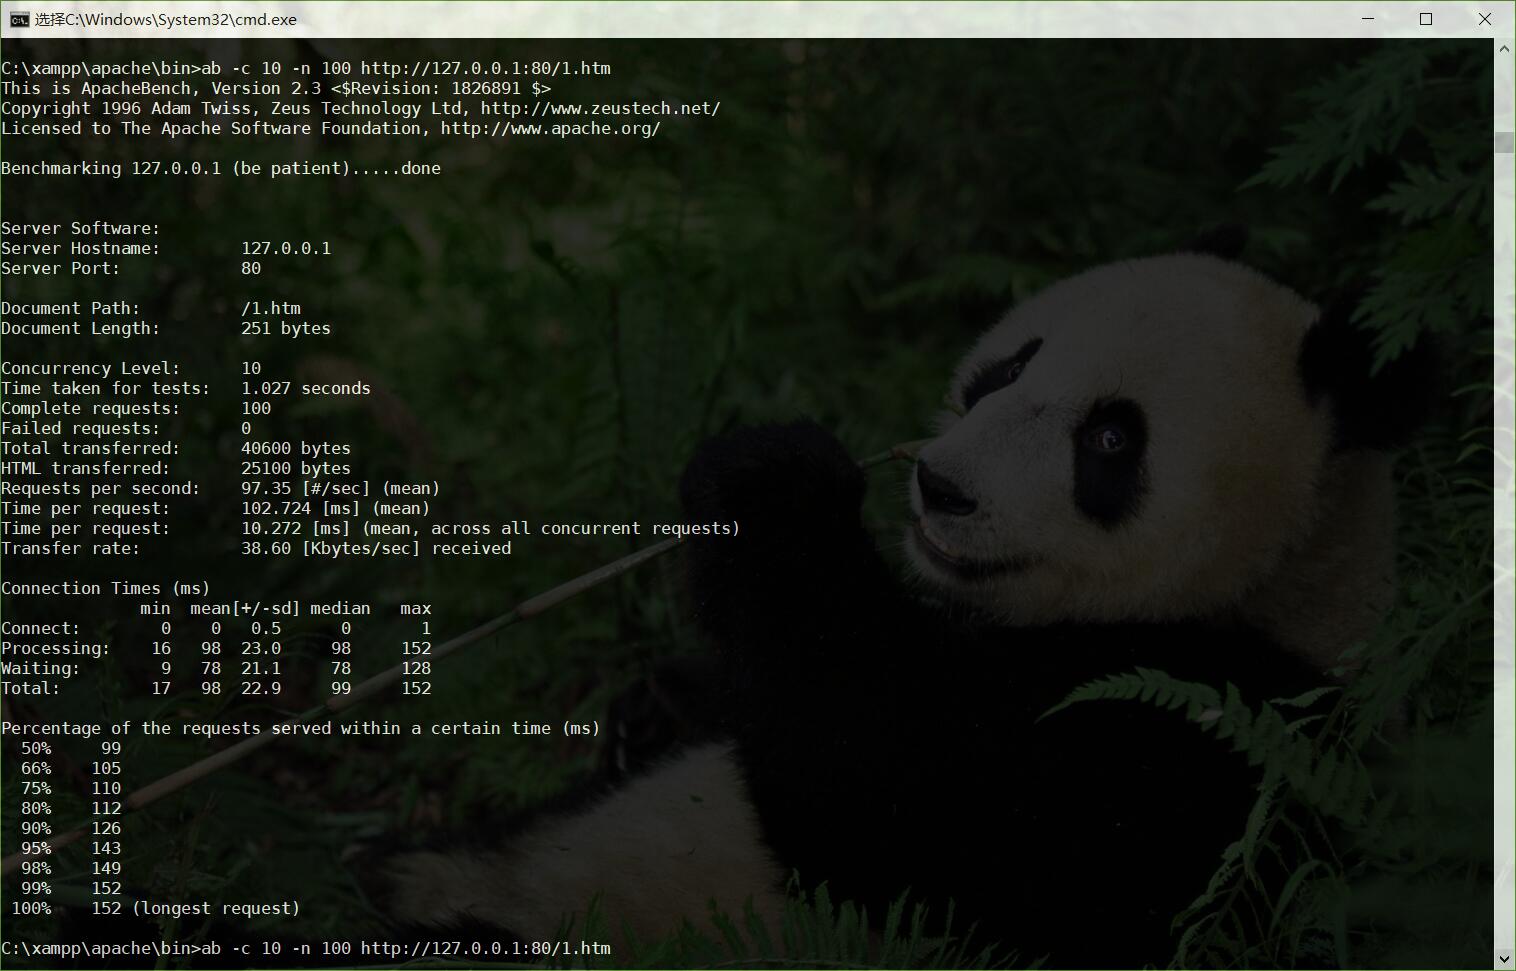 选择C:\Windows\System32\cmd.exe
C:\xampp\apache\bin>ab -c 10 -n 100 http://127.0.0.1:80/1.htm
This is ApacheBench, Version 2.3 <$Revision: 1826891 $>
Copyright 1996 Adam Twiss, Zeus Technology Ltd, http://www.zeustech.net/
Licensed to The Apache Software Foundation, http://www.apache.org/
Benchmarking 127.0.0.1 (be patient).....done
Server Software:
Server Hostname:        127.0.0.1
Server Port:            80
Document Path:          /1.htm
Document Length:        251 bytes
Concurrency Level:      10
Time taken for tests:   1.027 seconds
Complete requests:      100
Failed requests:        0
Total transferred:      40600 bytes
HTML transferred:       25100 bytes
Requests per second:    97.35 [#/sec] (mean)
Time per request:       102.724 [ms] (mean)
Time per request:       10.272 [ms] (mean, across all concurrent requests)
Transfer rate:          38.60 [Kbytes/sec] received
Connection Times (ms)
              min  mean[+/-sd] median   max
Connect:        0    0   0.5      0       1
Processing:    16   98  23.0     98     152
Waiting:        9   78  21.1     78     128
Total:         17   98  22.9     99     152
Percentage of the requests served within a certain time (ms)
  50%     99
  66%    105
  75%    110
  80%    112
  90%    126
  95%    143
  98%    149
  99%    152
 100%    152 (longest request)
C:\xampp\apache\bin>ab -c 10 -n 100 http://127.0.0.1:80/1.htm